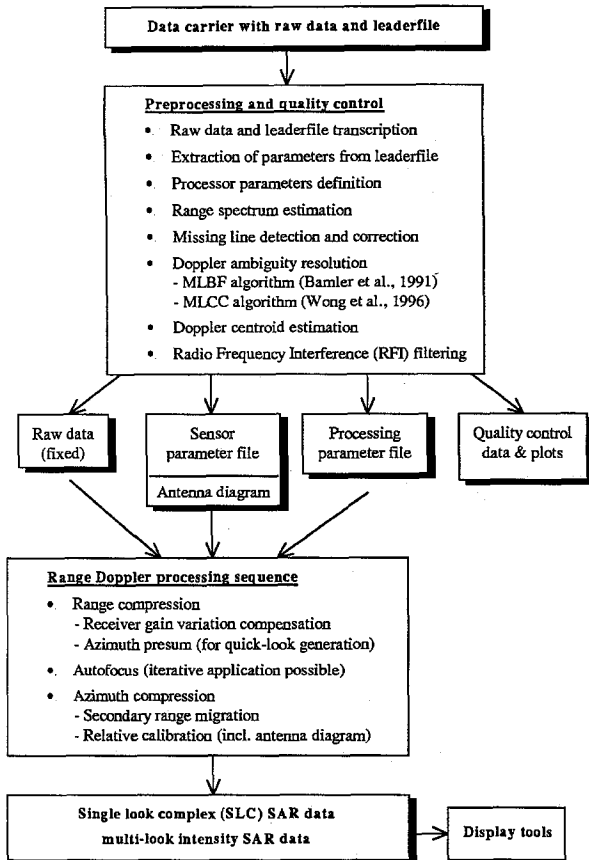 Data carrier with raw data and leaderfile
Preprocessing and quality control
• Raw data and leaderfile transcription
• Extraction of parameters from leaderfile
• Processor parameters definition
• Range spectrum estimation
• Missing line detection and correction
• Doppler ambiguity resolution
- MLBF algorithm (Bamler et al., 1991)
- MLCC algorithm (Wong et al., 1996)
• Doppler centroid estimation
• Radio Frequency Interference (RFI) filtering
Raw data
(fixed)
Sensor
parameter file
Antenna diagram
Processing
parameter file
Quality control
data & plots
Range Doppler processing sequence
• Range compression
- Receiver gain variation compensation
- Azimuth presum (for quick-look generation)
• Autofocus (iterative application possible)
• Azimuth compression
- Secondary range migration
- Relative calibration (incl. antenna diagram)
Single look complex (SLC) SAR data
multi-look intensity SAR data
Display tools